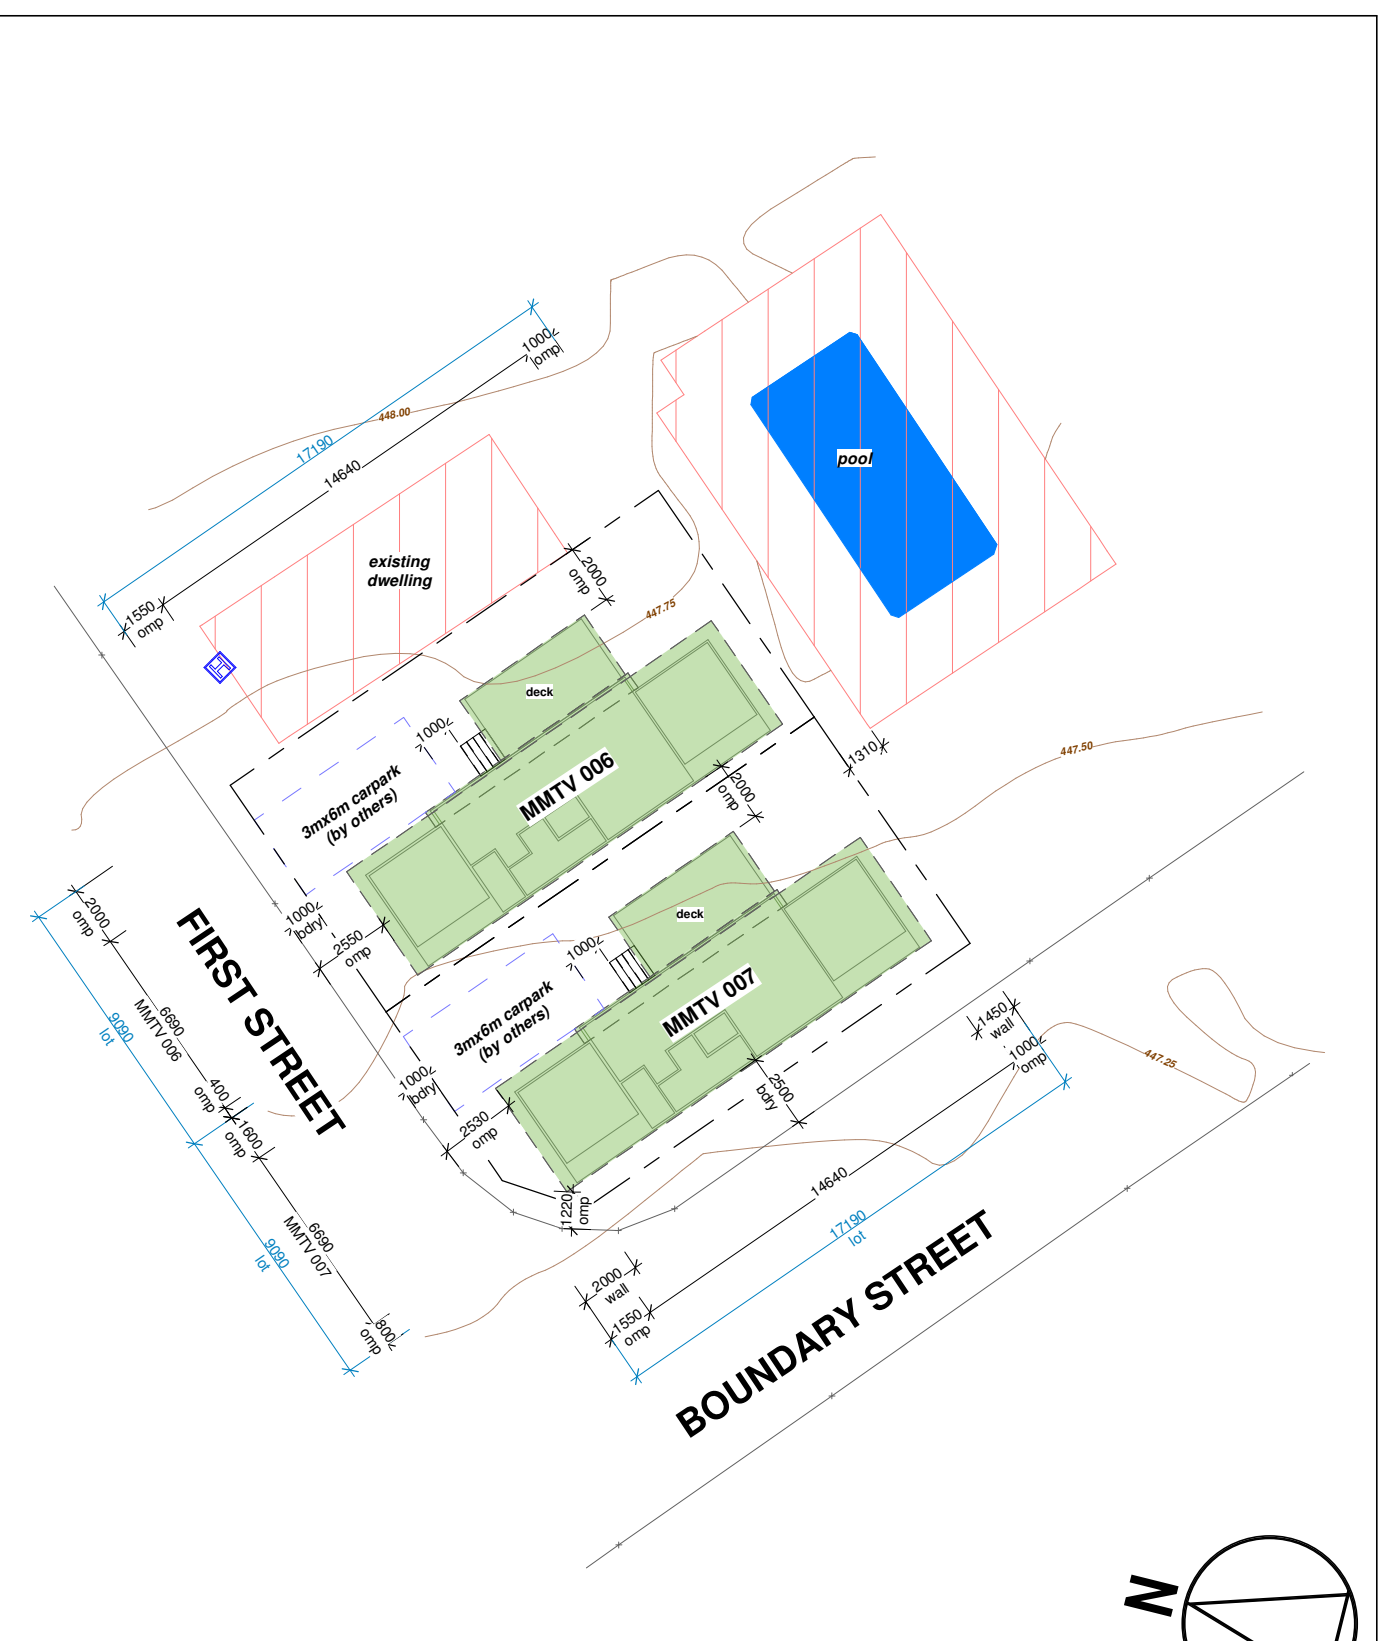 1000
omp
448.00
17190
14640
existing
dwelling
2000
omp
pool
1550
omp
447.75
deck
1000
MMTV 006
3mx6m carpark
(by others)
1310
447.50
2000
omp
1000
bdry
2550
omp
2000
omp
FIRST STREET
deck
1000
MMTV 007
3mx6m carpark
(by others)
6690
MMTV 006
9090
lot
1450
wall
1000
omp
447.25
400
omp
1000
bdry
2500
bdry
2530
omp
1600
omp
1220
omp
14640
17190
lot
6690
MMTV 007
9090
lot
2000
wall
1550
omp
800
omp
BOUNDARY STREET
N